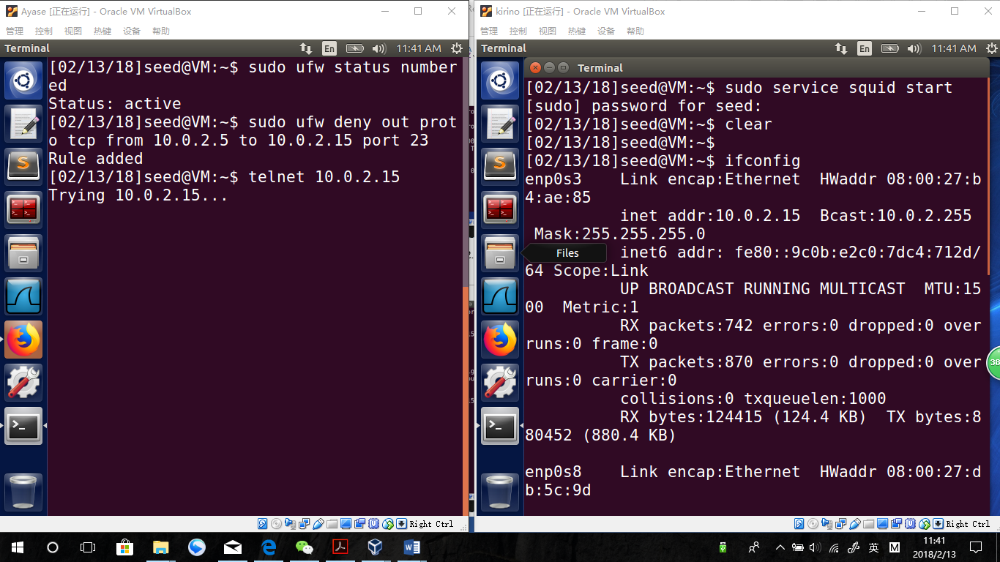 Ayase [正在运行] - Oracle VM VirtualBox
管理 控制 视图 热键 设备 帮助
Terminal
En
11:41 AM
[02/13/18]seed@VM:~$ sudo ufw status number
ed
Status: active
[02/13/18]seed@VM:~$ sudo ufw deny out prot
o tcp from 10.0.2.5 to 10.0.2.15 port 23
Rule added
[02/13/18]seed@VM:~$ telnet 10.0.2.15
Trying 10.0.2.15...
Right Ctrl
kirino [正在运行] - Oracle VM VirtualBox
管理 控制 视图 热键 设备 帮助
Terminal
En
11:41 AM
Terminal
[02/13/18]seed@VM:~$ sudo service squid start
[sudo] password for seed:
[02/13/18]seed@VM:~$ clear
[02/13/18]seed@VM:~$
[02/13/18]seed@VM:~$ ifconfig
enp0s3 Link encap:Ethernet HWaddr 08:00:27:b
4:ae:85
inet addr:10.0.2.15 Bcast:10.0.2.255
Mask:255.255.255.0
Files
inet6 addr: fe80::9c0b:e2c0:7dc4:712d/
64 Scope:Link
UP BROADCAST RUNNING MULTICAST MTU:15
00 Metric:1
RX packets:742 errors:0 dropped:0 over
runs:0 frame:0
TX packets:870 errors:0 dropped:0 over
runs:0 carrier:0
collisions:0 txqueuelen:1000
RX bytes:124415 (124.4 KB) TX bytes:8
80452 (880.4 KB)
enp0s8 Link encap:Ethernet HWaddr 08:00:27:d
b:5c:9d
Right Ctrl
38
英
M
11:41
2018/2/13